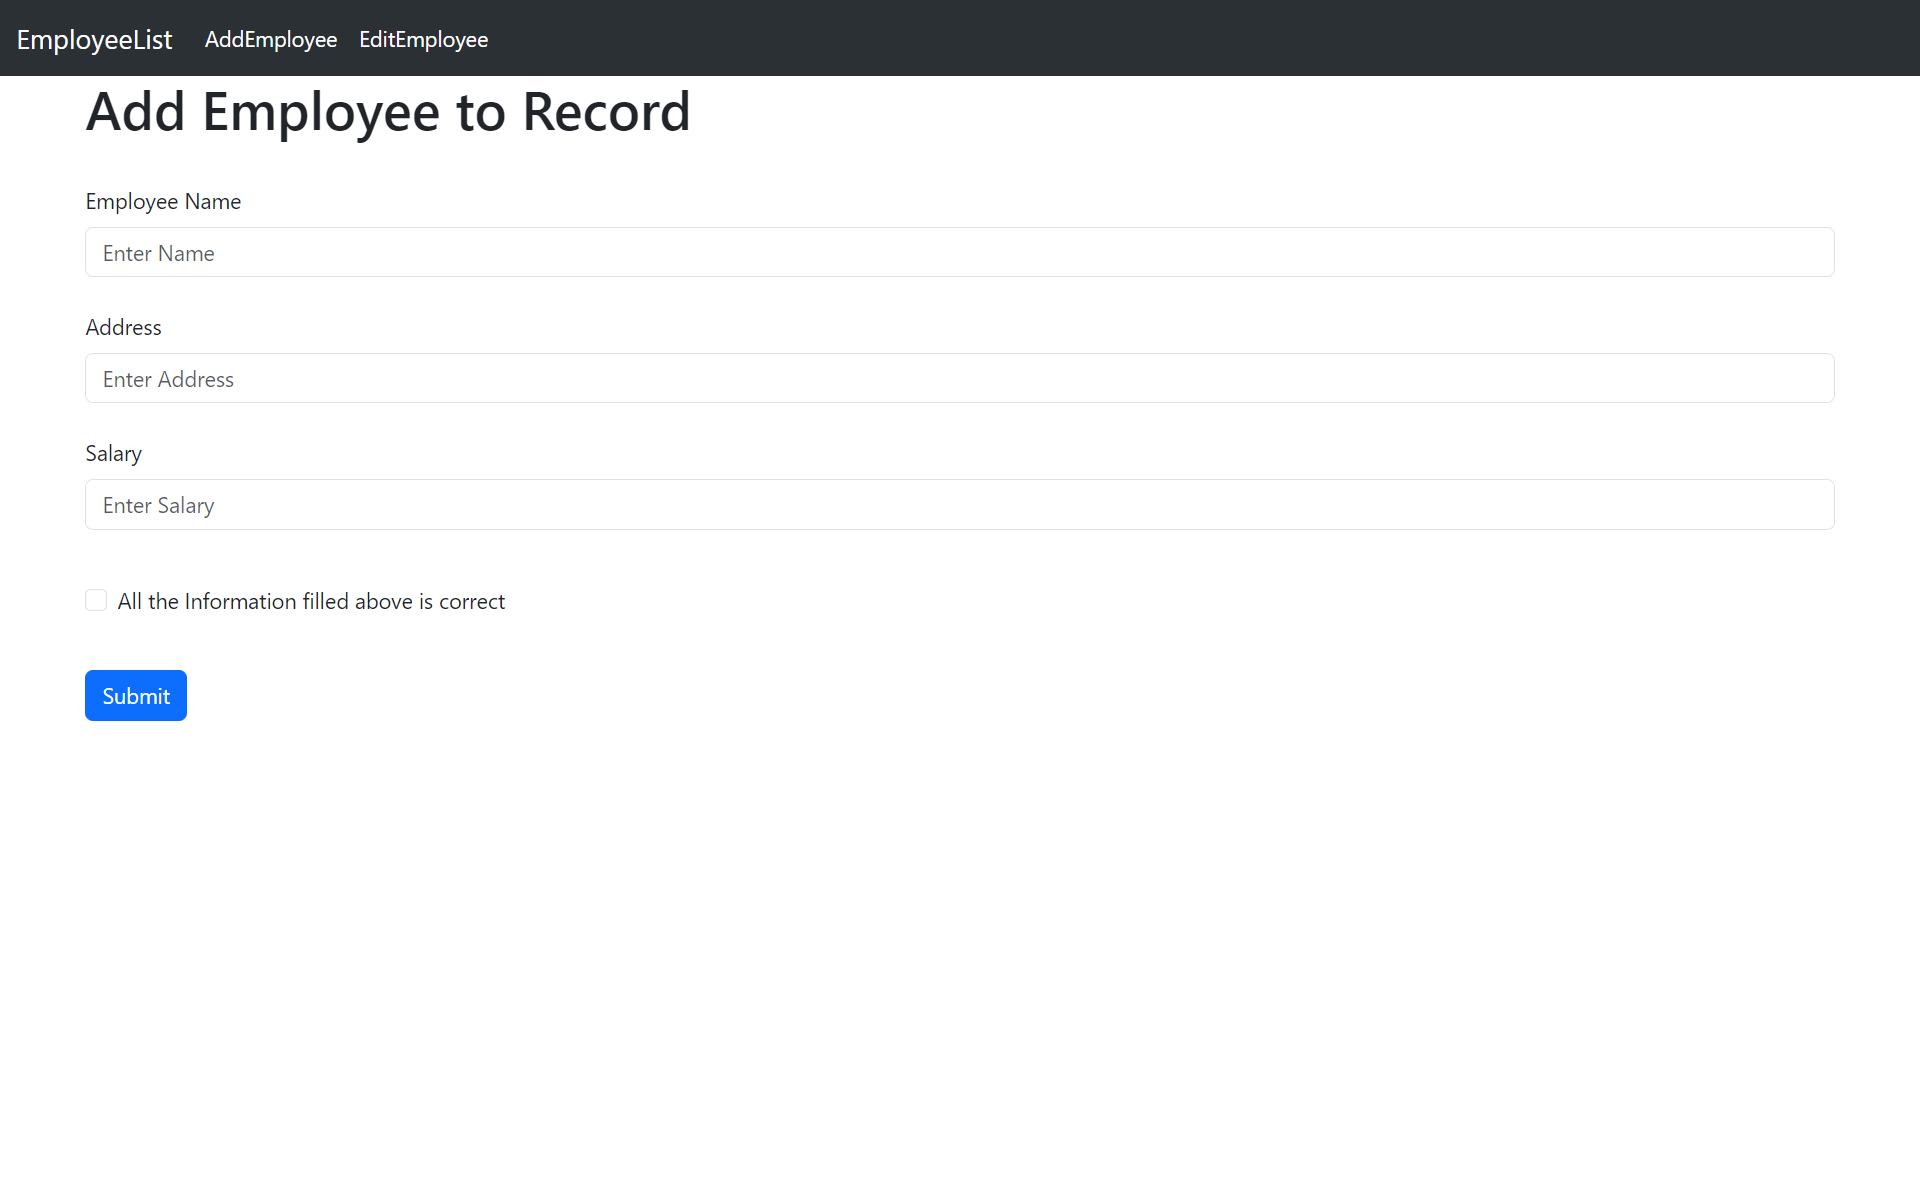 EmployeeList AddEmployee EditEmployee
Add Employee to Record
Employee Name
Enter Name
Address
Enter Address
Salary
Enter Salary
All the Information filled above is correct
Submit